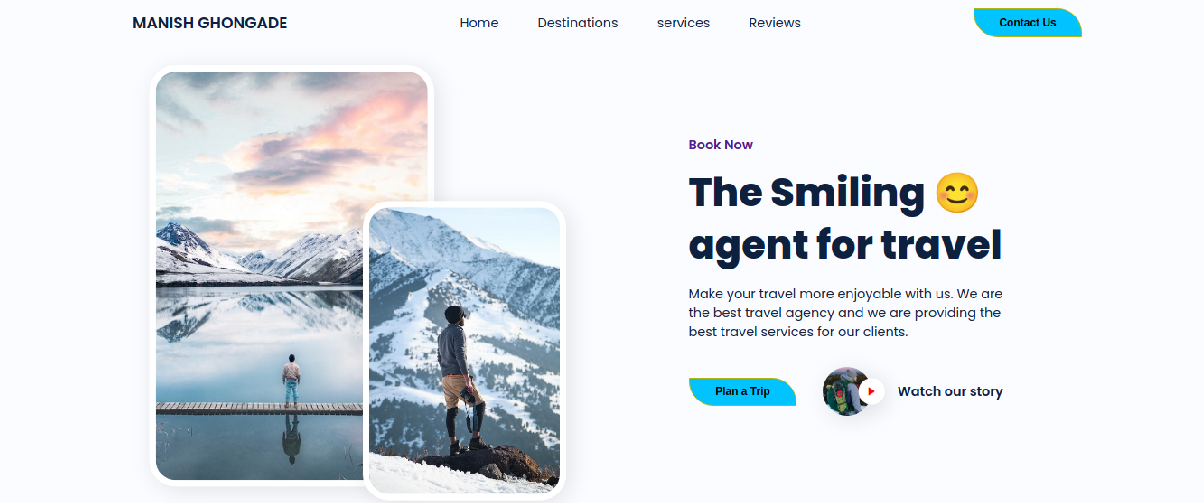 MANISH GHONGADE
Home
Destinations
services
Reviews
Contact Us
Book Now
The Smiling 😊
agent for travel
Make your travel more enjoyable with us. We are
the best travel agency and we are providing the
best travel services for our clients.
Plan a Trip
Watch our story